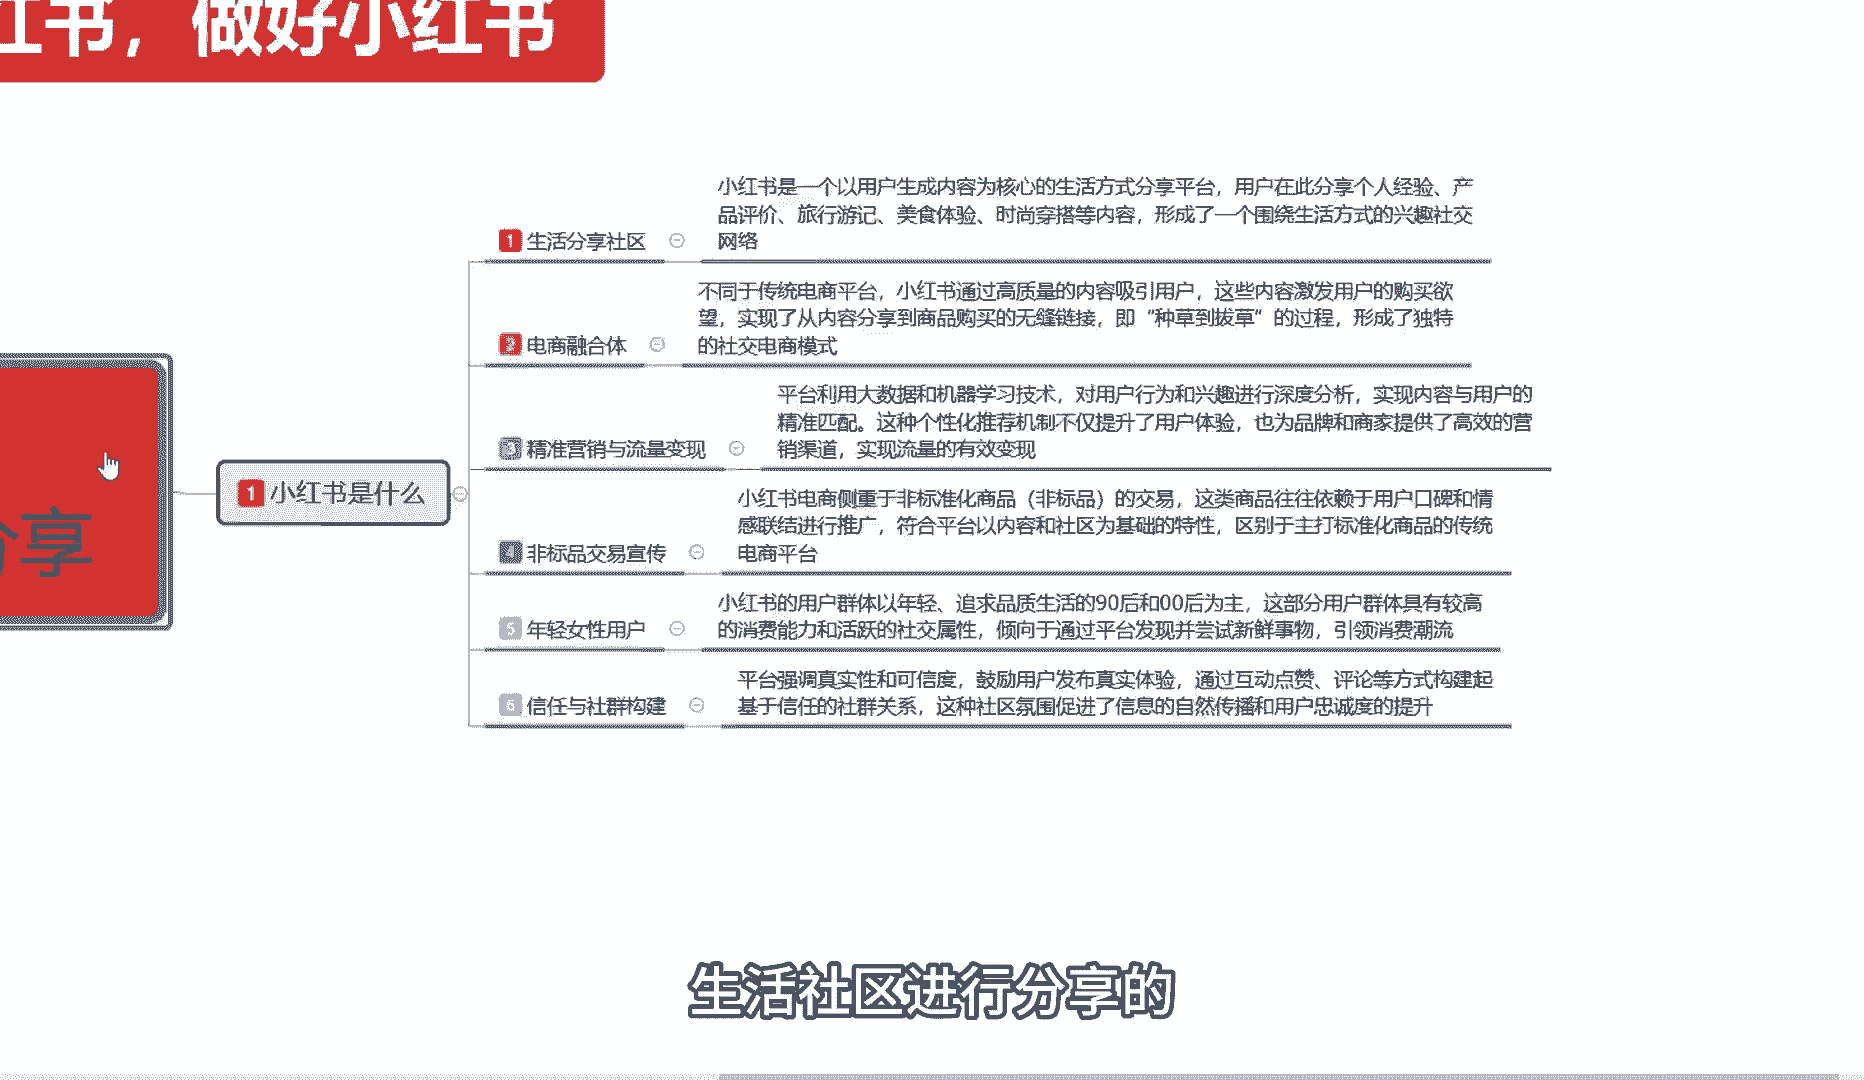 红书，做好小红书
分享
1 小红书是什么
1 生活分享社区
小红书是一个以用户生成内容为核心的生活方式分享平台，用户在此分享个人经验、产
品评价、旅行游记、美食体验、时尚穿搭等内容，形成了一个围绕生活方式的兴趣社交
网络
2 电商融合体
不同于传统电商平台，小红书通过高质量的内容吸引用户，这些内容激发用户的购买欲
望，实现了从内容分享到商品购买的无缝链接，即“种草到拔草”的过程，形成了独特
的社交电商模式
3 精准营销与流量变现
平台利用大数据和机器学习技术，对用户行为和兴趣进行深度分析，实现内容与用户的
精准匹配。这种个性化推荐机制不仅提升了用户体验，也为品牌和商家提供了高效的营
销渠道，实现流量的有效变现
4 非标品交易宣传
小红书电商侧重于非标准化商品（非标品）的交易，这类商品往往依赖于用户口碑和情
感联结进行推广，符合平台以内容和社区为基础的特性，区别于主打标准化商品的传统
电商平台
5 年轻女性用户
小红书的用户群体以年轻、追求品质生活的90后和00后为主，这部分用户群体具有较高
的消费能力和活跃的社交属性，倾向于通过平台发现并尝试新鲜事物，引领消费潮流
6 信任与社群构建
平台强调真实性和可信度，鼓励用户发布真实体验，通过互动点赞、评论等方式构建起
基于信任的社群关系，这种社区氛围促进了信息的自然传播和用户忠诚度的提升
生活社区进行分享的